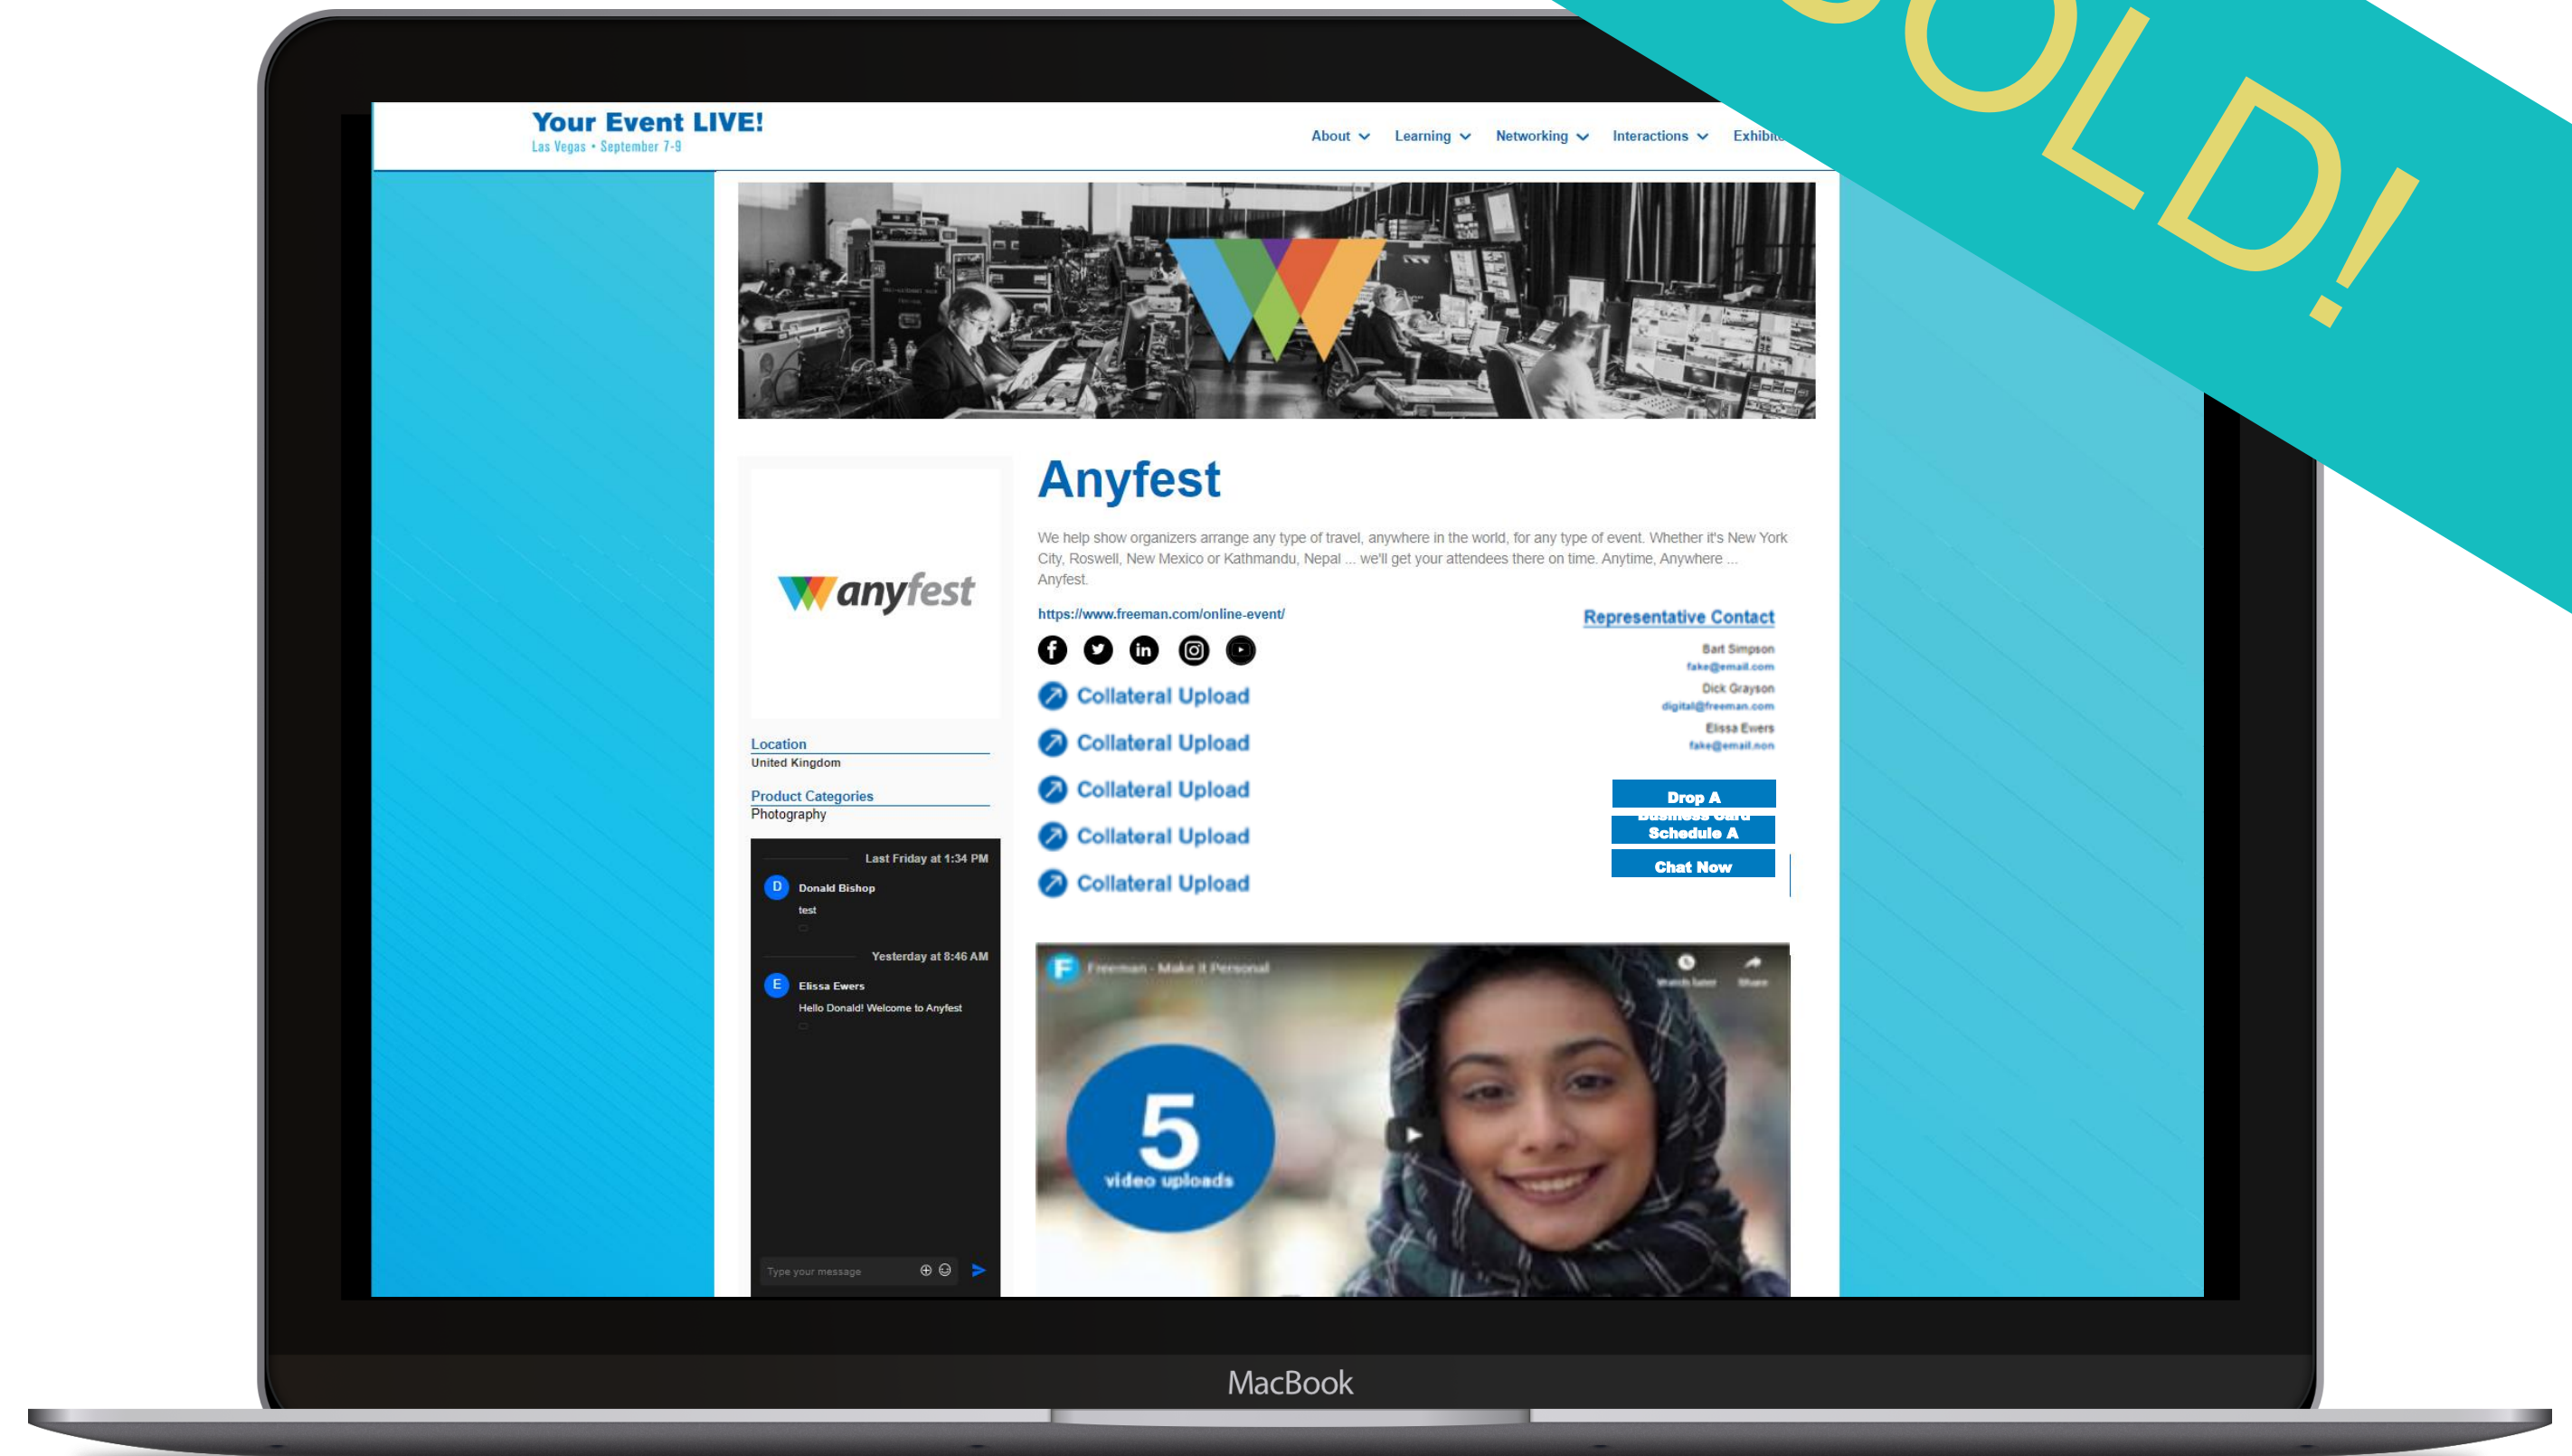 SOLD!
Your Event LIVE!
Las Vegas • September 7-9
About
Learning
Networking
Interactions
Anyfest
We help show organizers arrange any type of travel, anywhere in the world, for any type of event. Whether it's New York
City, Roswell, New Mexico or Kathmandu, Nepal ... we'll get your attendees there on time. Anytime, Anywhere ...
Anyfest.
anyfest
https://www.freeman.com/online-event/
Collateral Upload
Collateral Upload
Collateral Upload
Collateral Upload
Collateral Upload
Representative Contact
Bart Simpson
fake@email.com
Dick Grayson
digital@freeman.com
Elissa Ewers
fake@email.non
Drop A
Business Card
Schedule A
Chat Now
Location
United Kingdom
Product Categories
Photography
Last Friday at 1:34 PM
D Donald Bishop
test
Yesterday at 8:46 AM
E Elissa Ewers
Hello Donald! Welcome to Anyfest
Type your message
F Freeman - Make It Personal
Watch later
Share
5
video uploads
MacBook